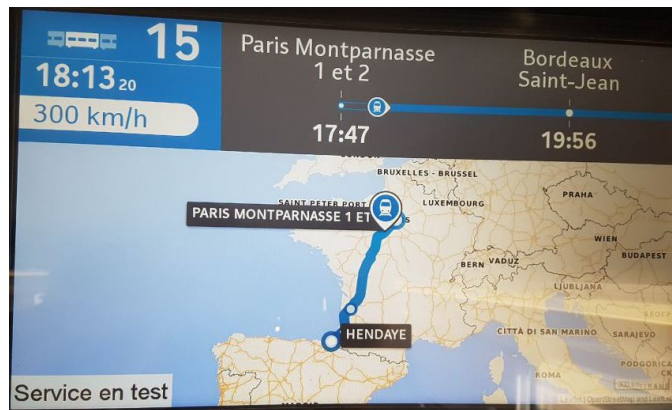 15
18:13 20
300 km/h
Paris Montparnasse
1 et 2
17:47
Bordeaux
Saint-Jean
19:56
BRUXELLES - BRUSSEL
LUXEMBOURG
PRAHA
SAINT PETER PORT
PARIS MONTPARNASSE 1 ET
WIEN
BUDAPEST
BERN
VADUZ
LJUBLJANA
HENDAYE
CITTÀ DI SAN MARINO
SARAJEVO
PODGORICA
ROMA
Service en test